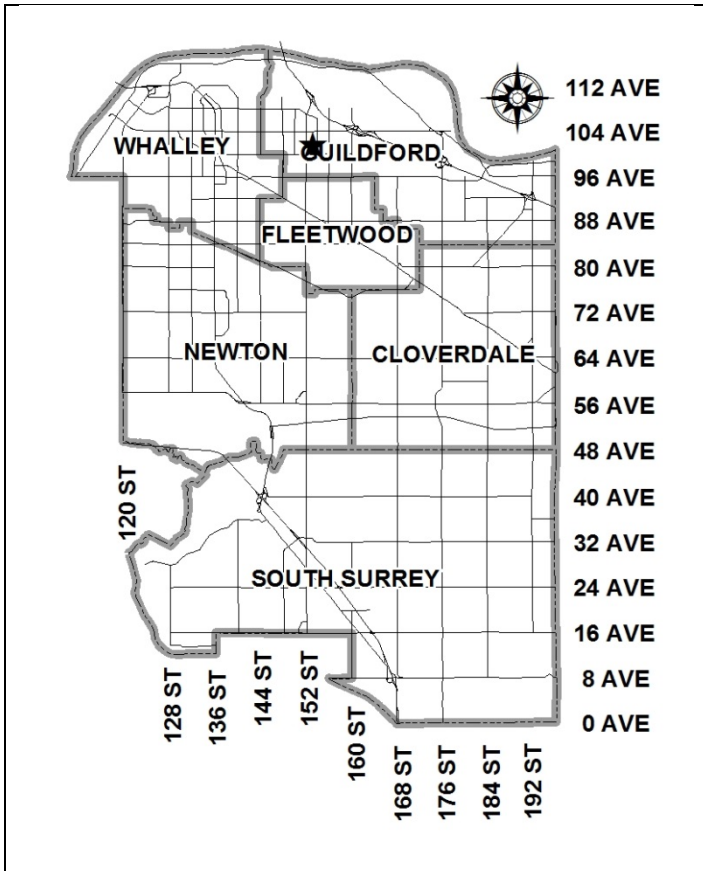 112 AVE
104 AVE
WHALLEY
GUILDFORD
96 AVE
88 AVE
FLEETWOOD
80 AVE
72 AVE
NEWTON
CLOVERDALE
64 AVE
56 AVE
48 AVE
120 ST
40 AVE
32 AVE
SOUTH SURREY
24 AVE
16 AVE
8 AVE
0 AVE
128 ST
136 ST
144 ST
152 ST
160 ST
168 ST
176 ST
184 ST
192 ST